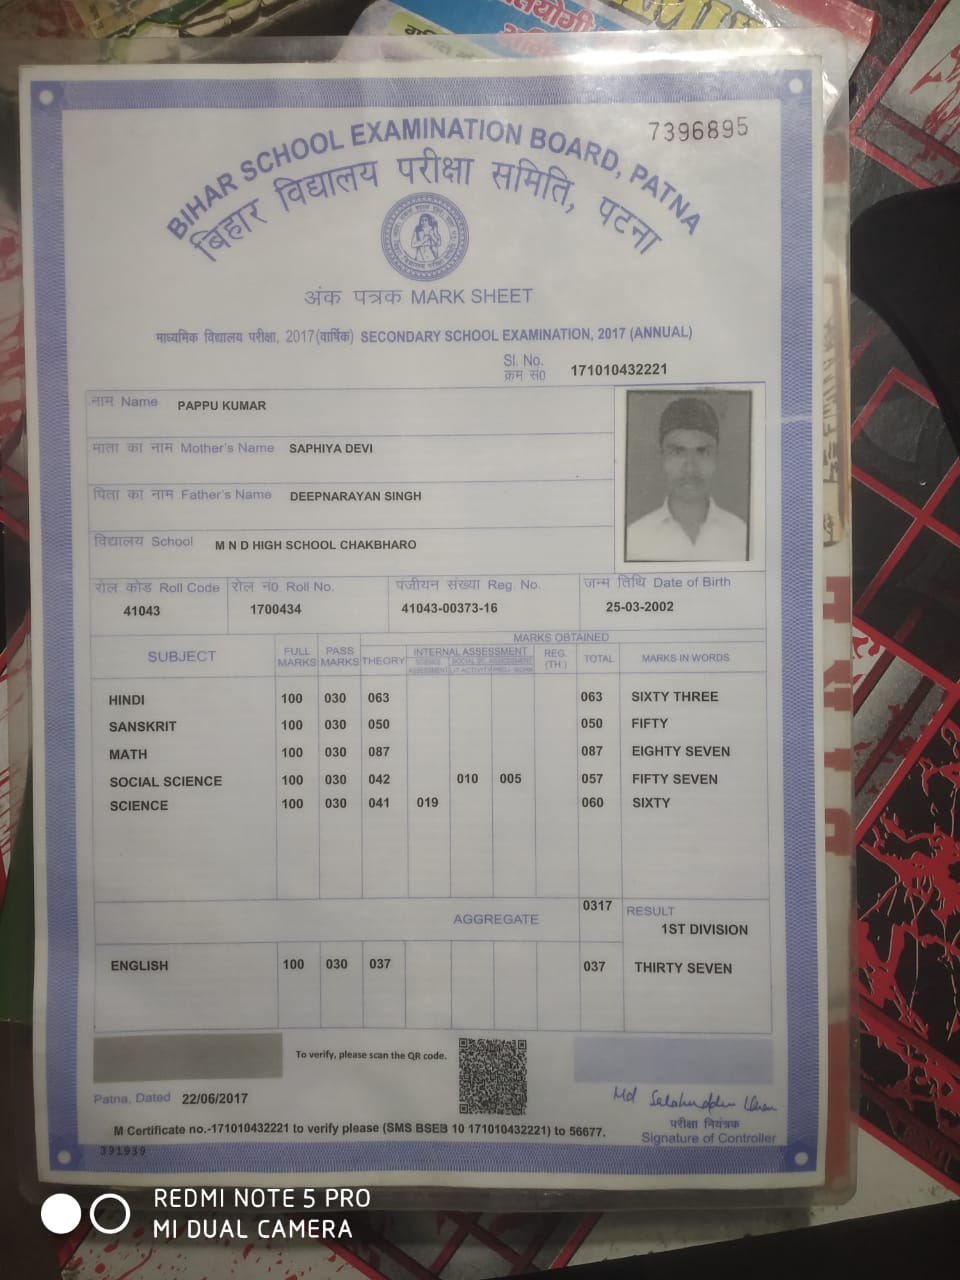 7396895
BIHAR SCHOOL EXAMINATION BOARD, PATNA
बिहार विद्यालय परीक्षा समिति, पटना
अंक पत्रक MARK SHEET
माध्यमिक विद्यालय परीक्षा, 2017(वार्षिक) SECONDARY SCHOOL EXAMINATION, 2017 (ANNUAL)
Sl. No.
क्रम सं0 171010432221
नाम Name PAPPU KUMAR
माता का नाम Mother's Name SAPHIYA DEVI
पिता का नाम Father's Name DEEPNARAYAN SINGH
विद्यालय School M N D HIGH SCHOOL CHAKBHARO
रोल कोड Roll Code रोल नं0 Roll No. पंजीयन संख्या Reg. No. जन्म तिथि Date of Birth
41043 1700434 41043-00373-16 25-03-2002
MARKS OBTAINED
SUBJECT FULL MARKS PASS MARKS THEORY INTERNAL ASSESSMENT REG. (TH.) TOTAL MARKS IN WORDS
HINDI 100 030 063 063 SIXTY THREE
SANSKRIT 100 030 050 050 FIFTY
MATH 100 030 087 087 EIGHTY SEVEN
SOCIAL SCIENCE 100 030 042 010 005 057 FIFTY SEVEN
SCIENCE 100 030 041 019 060 SIXTY
AGGREGATE 0317 RESULT
1ST DIVISION
ENGLISH 100 030 037 037 THIRTY SEVEN
To verify, please scan the QR code.
Patna, Dated 22/06/2017
Md Salahuddin Khan
परीक्षा नियंत्रक
Signature of Controller
M Certificate no.-171010432221 to verify please (SMS BSEB 10 171010432221) to 56677.
391939
REDMI NOTE 5 PRO
MI DUAL CAMERA